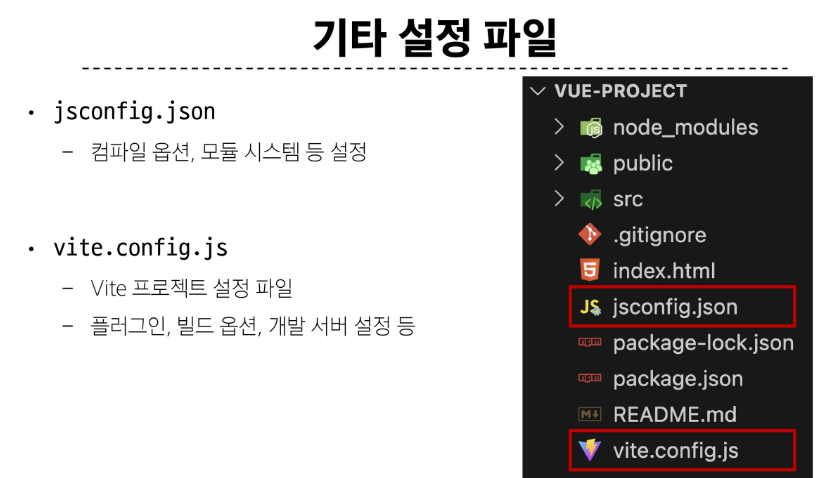 기타 설정 파일
• jsconfig.json
– 컴파일 옵션, 모듈 시스템 등 설정
• vite.config.js
– Vite 프로젝트 설정 파일
– 플러그인, 빌드 옵션, 개발 서버 설정 등
VUE-PROJECT
node_modules
public
src
.gitignore
index.html
JS jsconfig.json
package-lock.json
package.json
README.md
vite.config.js